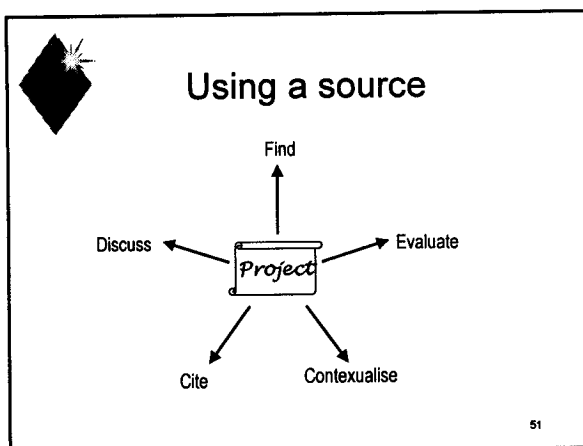 Using a source
Find
Discuss
Evaluate
Project
Cite
Contexualise
51